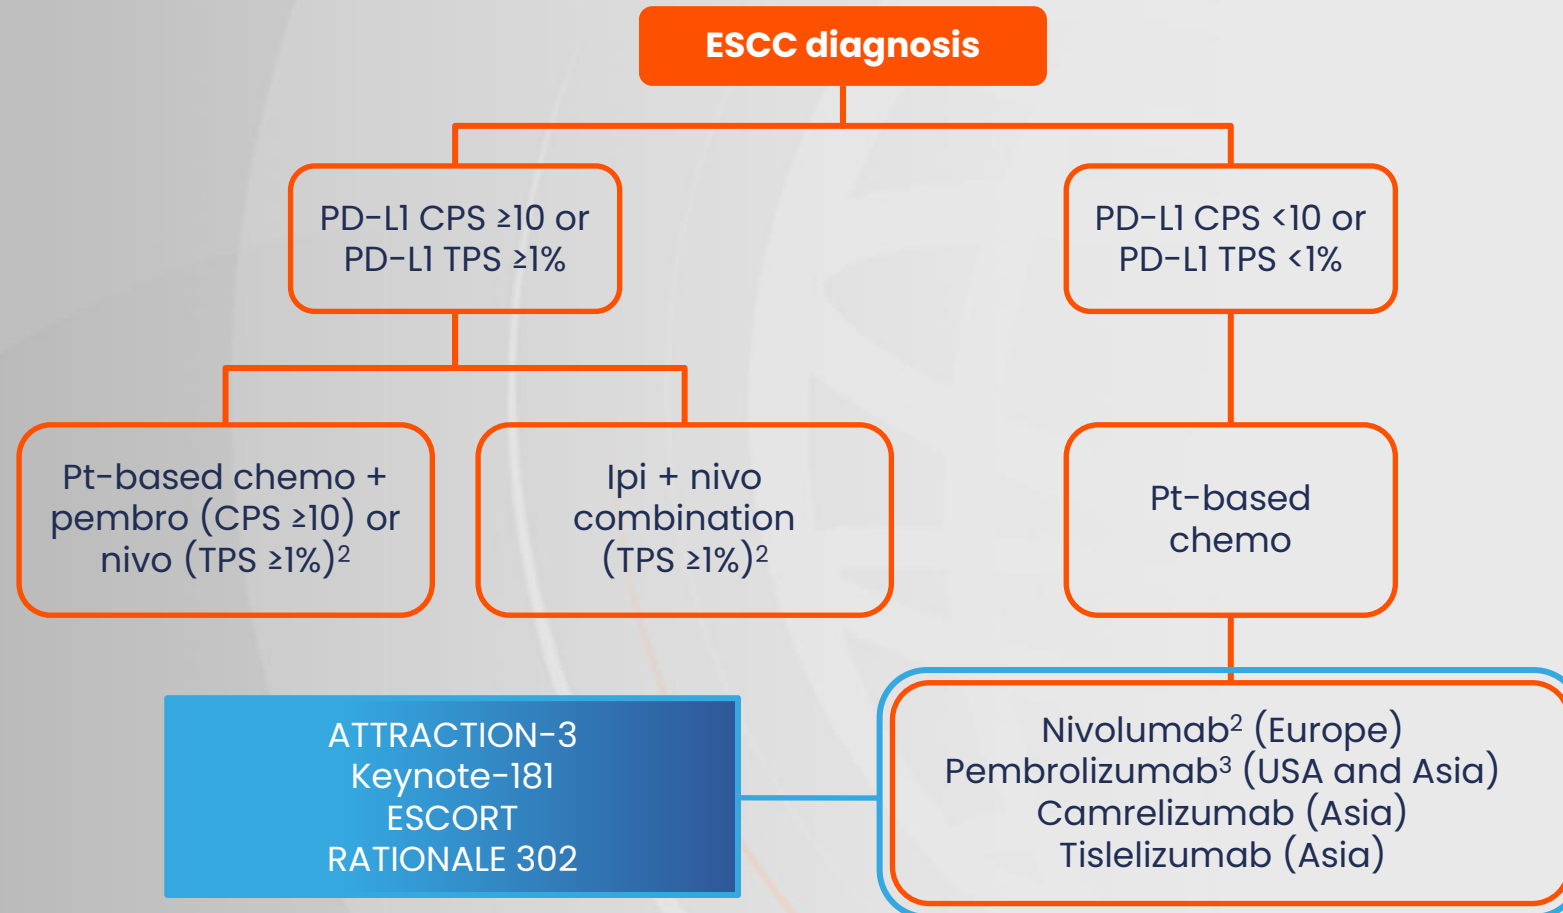 ESCC diagnosis
PD-L1 CPS ≥10 or
PD-L1 TPS ≥1%
PD-L1 CPS <10 or
PD-L1 TPS <1%
Pt-based chemo +
pembro (CPS ≥10) or
nivo (TPS ≥1%)²
Ipi + nivo
combination
(TPS ≥1%)²
Pt-based
chemo
ATTRACTION-3
Keynote-181
ESCORT
RATIONALE 302
Nivolumab² (Europe)
Pembrolizumab³ (USA and Asia)
Camrelizumab (Asia)
Tislelizumab (Asia)